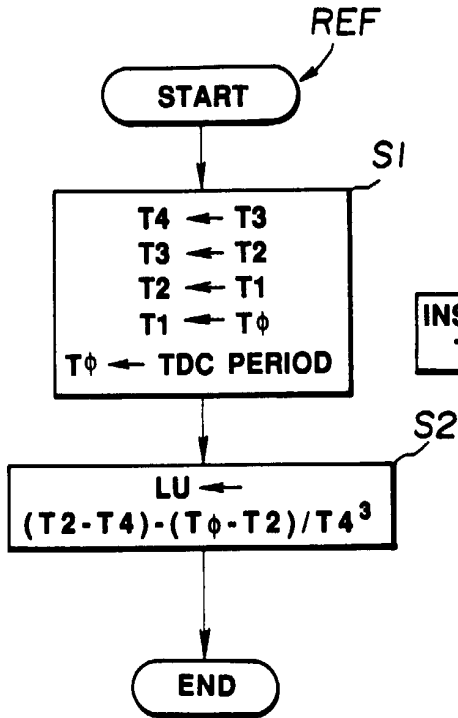 REF
START
S1
T4 ← T3
T3 ← T2
T2 ← T1
T1 ← Tϕ
Tϕ ← TDC PERIOD
INS
S2
LU ←
(T2-T4)-(Tϕ-T2)/T4³
END